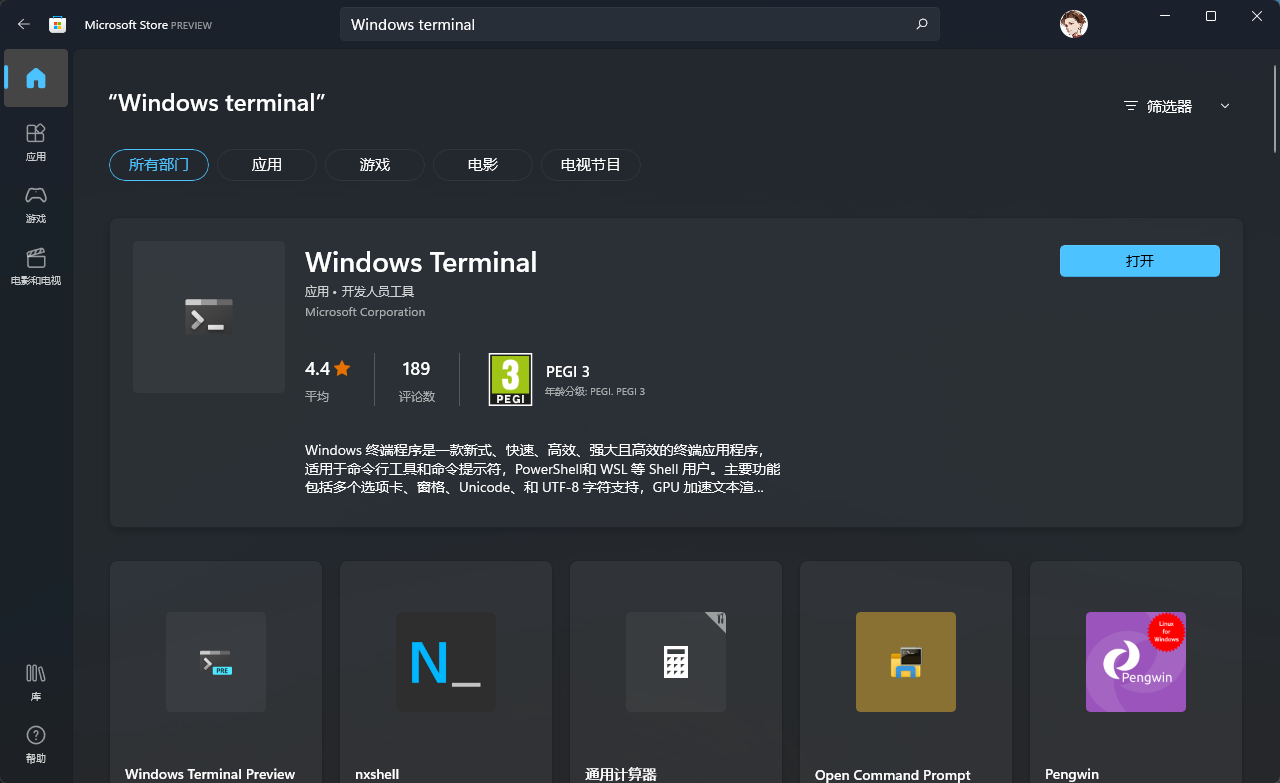 Microsoft Store PREVIEW
Windows terminal
“Windows terminal”
筛选器
所有部门
应用
游戏
电影
电视节目
应用
游戏
电影和电视
库
帮助
Windows Terminal
打开
应用 • 开发人员工具
Microsoft Corporation
4.4
平均
189
评论数
3
PEGI
PEGI 3
年龄分级: PEGI. PEGI 3
Windows 终端程序是一款新式、快速、高效、强大且高效的终端应用程序，
适用于命令行工具和命令提示符，PowerShell和 WSL 等 Shell 用户。主要功能
包括多个选项卡、窗格、Unicode、和 UTF-8 字符支持，GPU 加速文本渲...
PRE
Windows Terminal Preview
N_
nxshell
通用计算器
Open Command Prompt
Linux
for
Windows
Pengwin
Pengwin